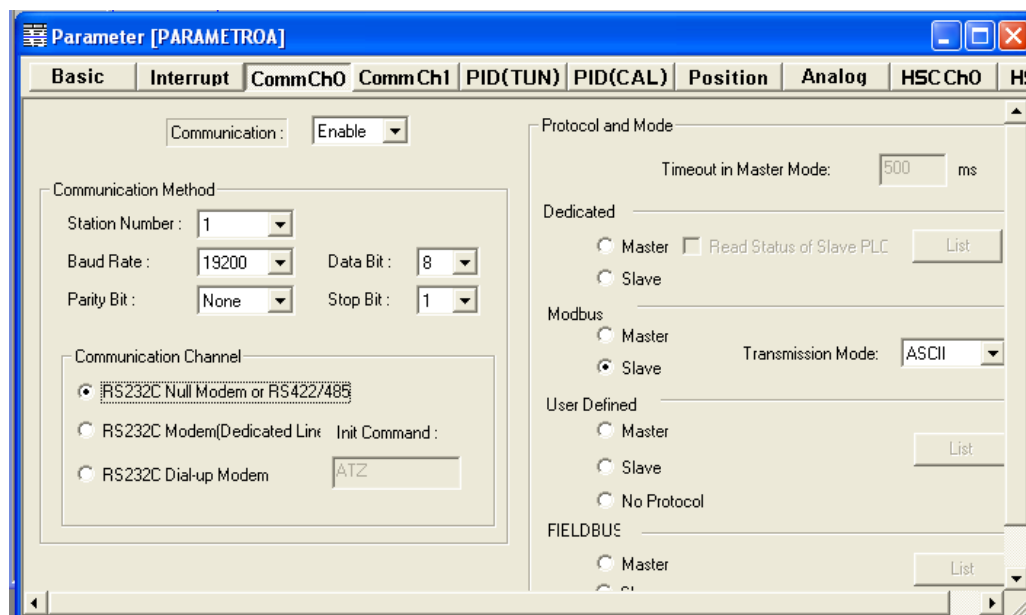 Parameter [PARAMETROA]
Basic Interrupt CommCh0 CommCh1 PID(TUN) PID(CAL) Position Analog HSC Ch0
Communication : Enable
Communication Method
Station Number : 1
Baud Rate : 19200 Data Bit : 8
Parity Bit : None Stop Bit : 1
Communication Channel
RS232C Null Modem or RS422/485
RS232C Modem(Dedicated Line Init Command :
RS232C Dial-up Modem ATZ
Protocol and Mode
Timeout in Master Mode: 500 ms
Dedicated
Master Read Status of Slave PLC List
Slave
Modbus
Master
Slave Transmission Mode: ASCII
User Defined
Master List
Slave
No Protocol
FIELDBUS
Master List